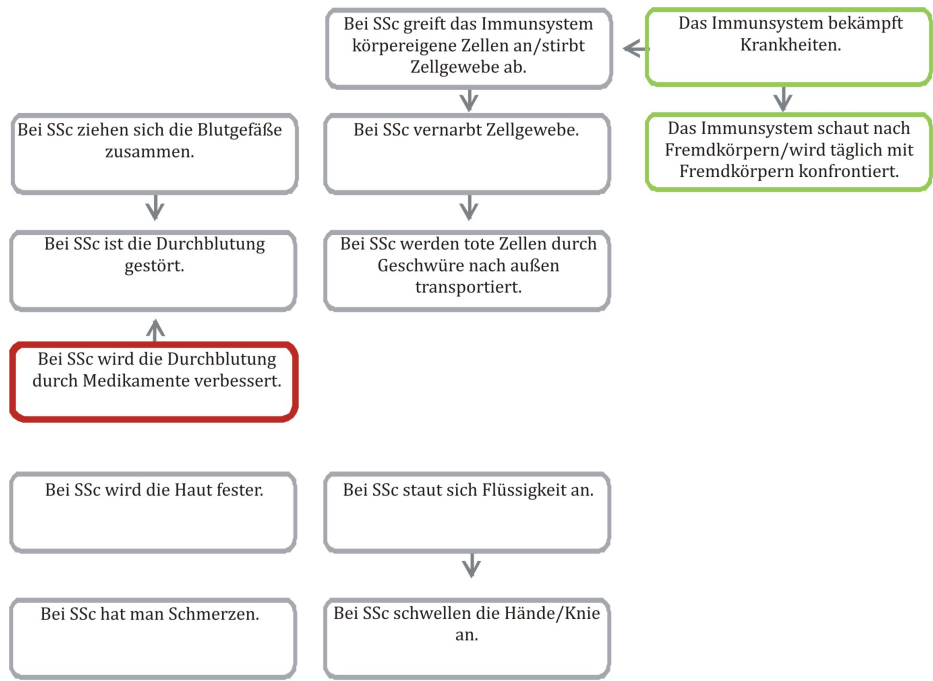 Bei SSc greift das Immunsystem
körpereigene Zellen an/stirbt
Zellgewebe ab.
Das Immunsystem bekämpft
Krankheiten.
Bei SSc ziehen sich die Blutgefäße
zusammen.
Bei SSc vernarbt Zellgewebe.
Das Immunsystem schaut nach
Fremdkörpern/wird täglich mit
Fremdkörpern konfrontiert.
Bei SSc ist die Durchblutung
gestört.
Bei SSc werden tote Zellen durch
Geschwüre nach außen
transportiert.
Bei SSc wird die Durchblutung
durch Medikamente verbessert.
Bei SSc wird die Haut fester.
Bei SSc staut sich Flüssigkeit an.
Bei SSc hat man Schmerzen.
Bei SSc schwellen die Hände/Knie
an.